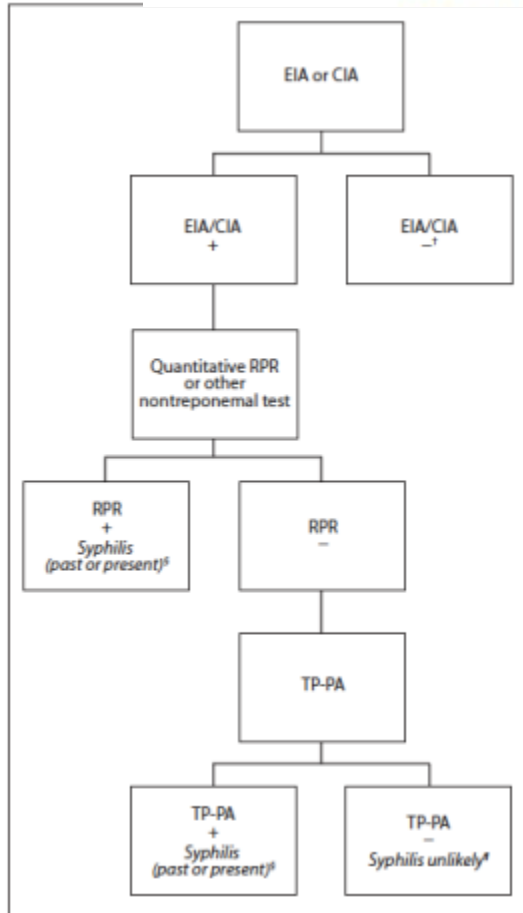 EIA or CIA
EIA/CIA
+
EIA/CIA
–†
Quantitative RPR
or other
nontreponemal test
RPR
+
Syphilis
(past or present)§
RPR
–
TP-PA
TP-PA
+
Syphilis
(past or present)§
TP-PA
–
Syphilis unlikely¶